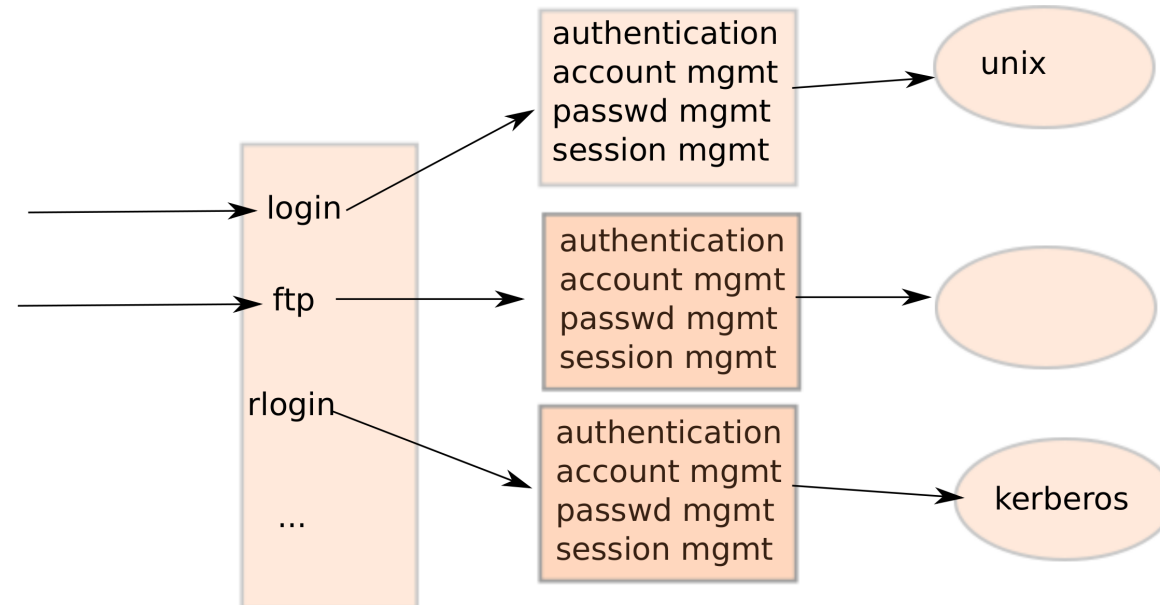 login
ftp
rlogin
...
authentication
account mgmt
passwd mgmt
session mgmt
unix
authentication
account mgmt
passwd mgmt
session mgmt
authentication
account mgmt
passwd mgmt
session mgmt
kerberos